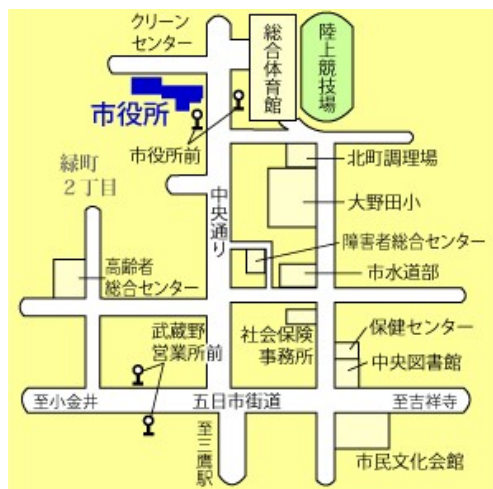 クリーン
センター
総合体育館
陸上競技場
市役所
市役所前
北町調理場
緑町
２丁目
中央通り
大野田小
障害者総合センター
高齢者
総合センター
市水道部
武蔵野
営業所前
社会保険
事務所
保健センター
中央図書館
至小金井
五日市街道
至吉祥寺
至三鷹駅
市民文化会館